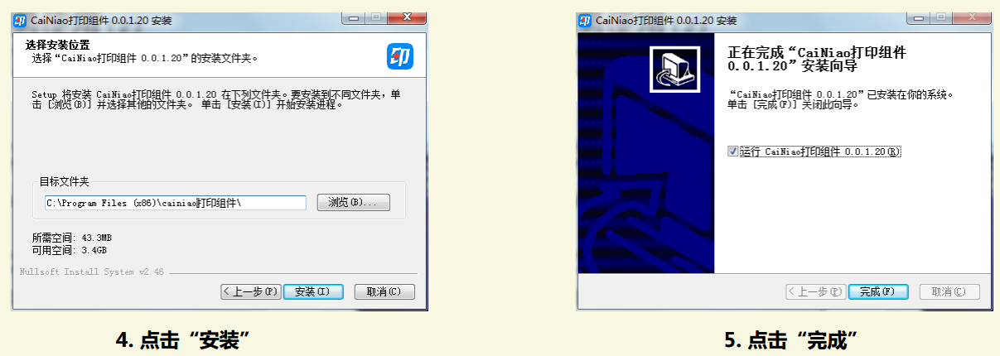 CaiNiao打印组件 0.0.1.20 安装
选择安装位置
选择“CaiNiao打印组件 0.0.1.20”的安装文件夹。
印
Setup 将安装 CaiNiao打印组件 0.0.1.20 在下列文件夹。要安装到不同文件夹，单
击 [浏览(B)] 并选择其他的文件夹。 单击 [安装(I)] 开始安装进程。
目标文件夹
C:\Program Files (x86)\cainiao打印组件\
浏览(B)...
所需空间: 43.3MB
可用空间: 3.4GB
Nullsoft Install System v2.46
< 上一步(P)
安装(I)
取消(C)
4. 点击“安装”
CaiNiao打印组件 0.0.1.20 安装
正在完成“CaiNiao打印组件
0.0.1.20”安装向导
“CaiNiao打印组件 0.0.1.20”已安装在你的系统。
单击 [完成(F)] 关闭此向导。
运行 CaiNiao打印组件 0.0.1.20(R)
< 上一步(P)
完成(F)
取消(C)
5. 点击“完成”